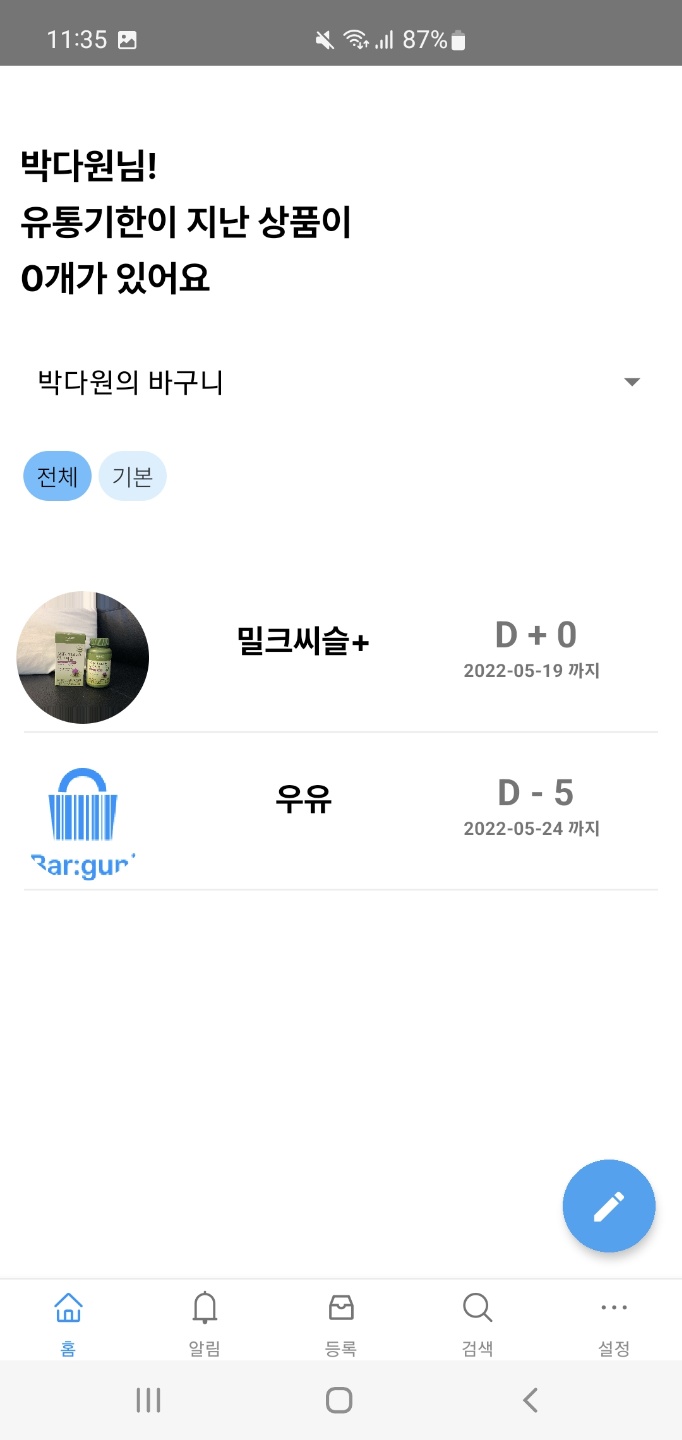 11:35 87%
박다원님!
유통기한이 지난 상품이
0개가 있어요
박다원의 바구니
전체 기본
밀크씨슬+ D + 0
2022-05-19 까지
우유 D - 5
2022-05-24 까지
Bar:gun
홈 알림 등록 검색 설정